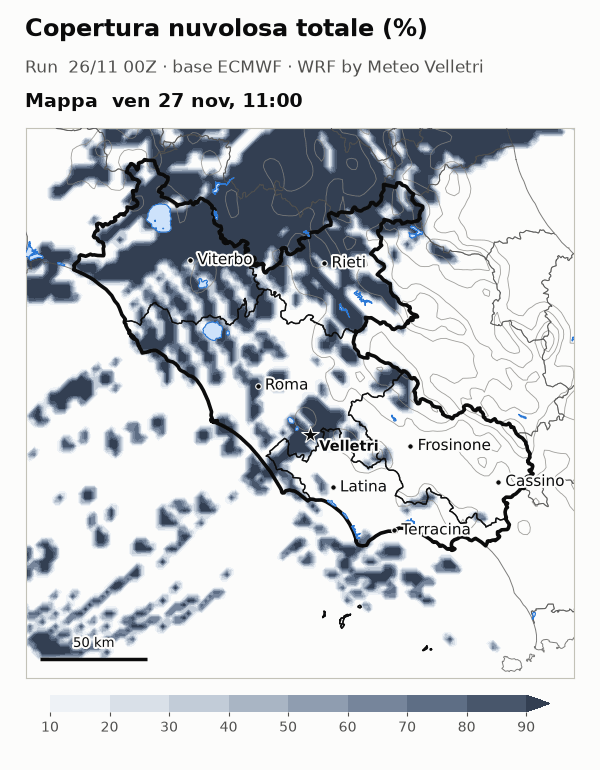 Copertura nuvolosa totale (%)
Run  26/11 00Z · base ECMWF · WRF by Meteo Velletri
Mappa  ven 27 nov, 11:00
Viterbo
Rieti
Roma
Velletri
Frosinone
Cassino
Latina
Terracina
50 km
10 20 30 40 50 60 70 80 90